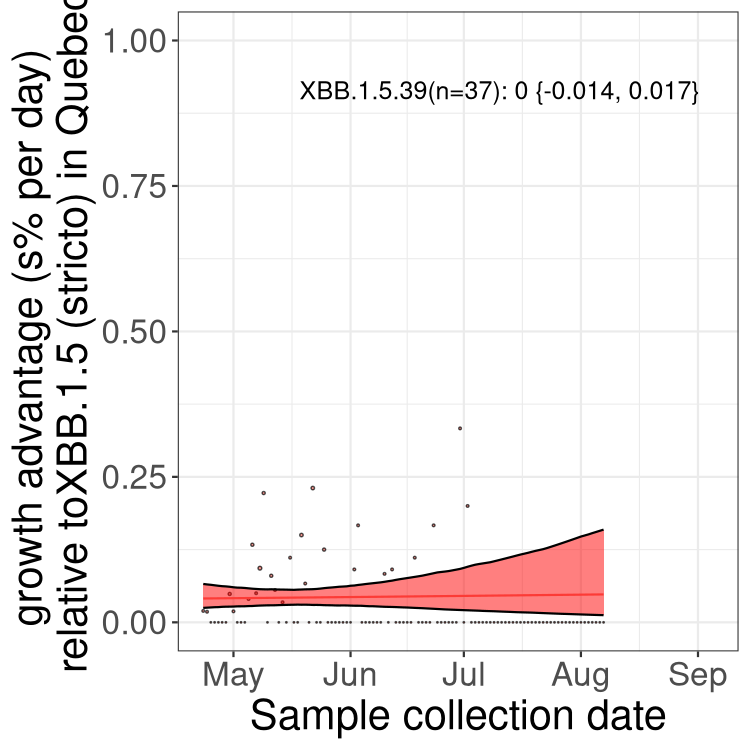 growth advantage (s% per day)
relative toXBB.1.5 (stricto) in Quebec
1.00
0.75
0.50
0.25
0.00
XBB.1.5.39(n=37): 0 {-0.014, 0.017}
May Jun Jul Aug Sep
Sample collection date